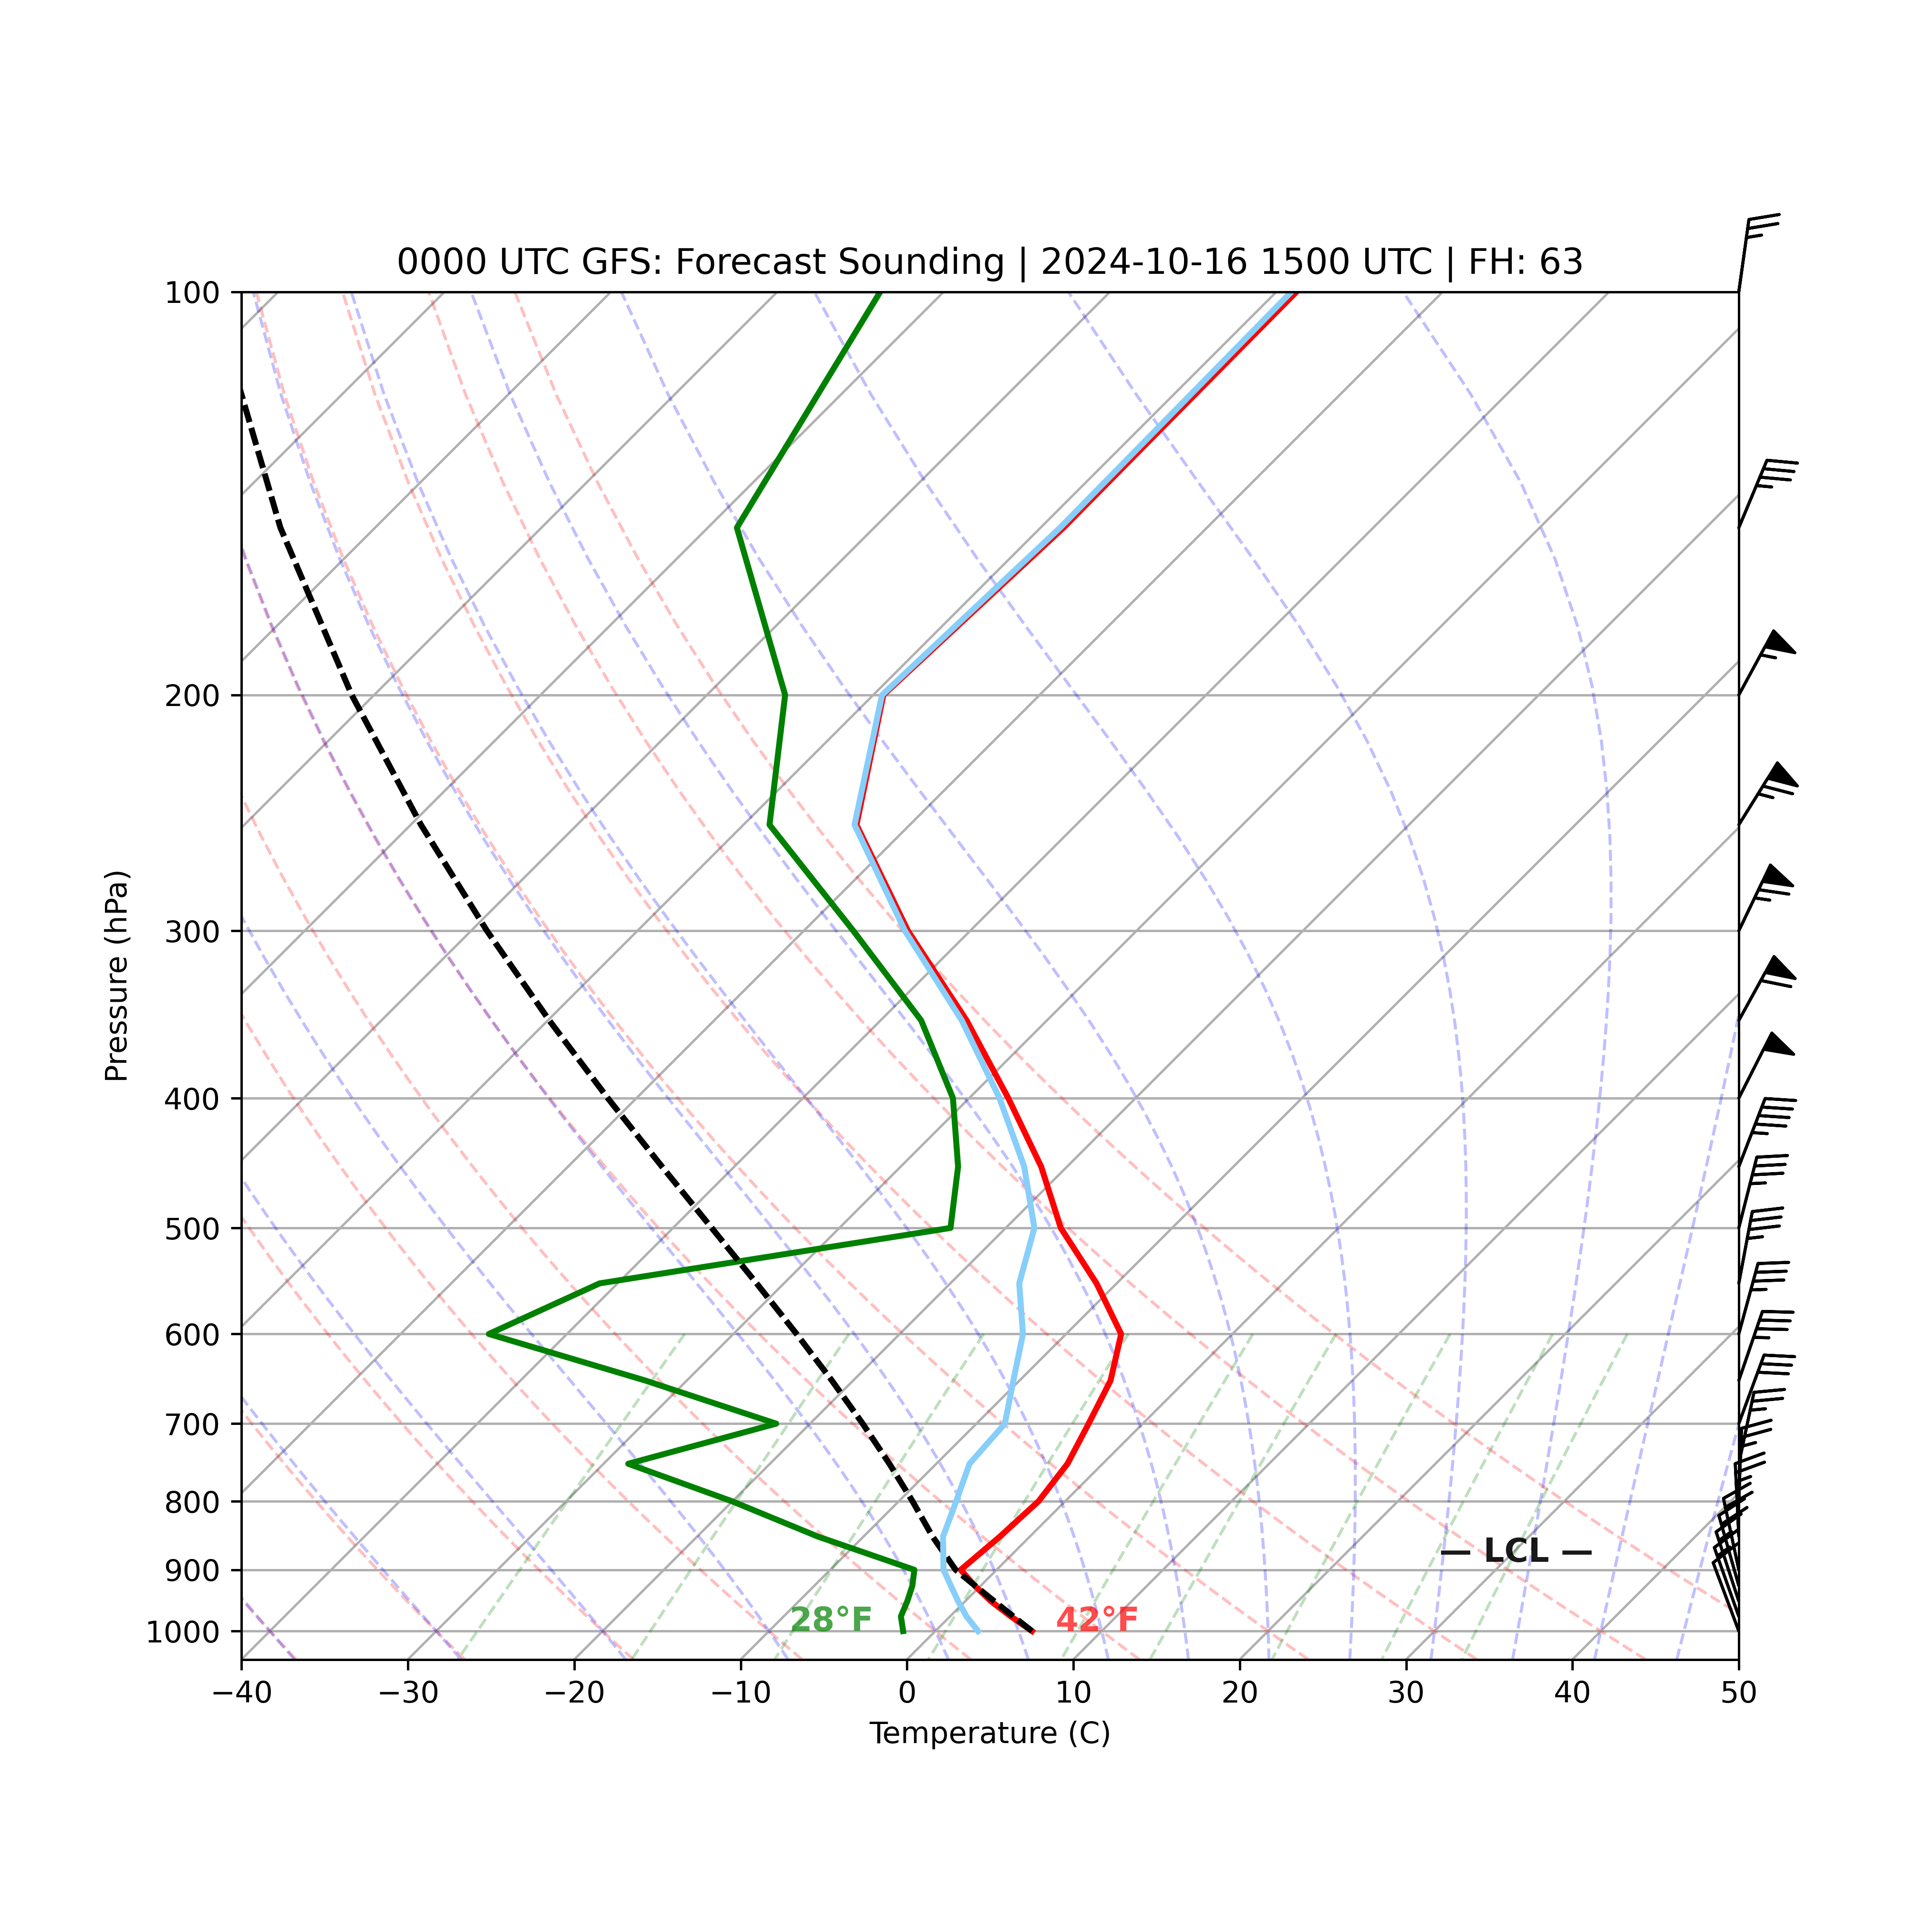 0000 UTC GFS: Forecast Sounding | 2024-10-16 1500 UTC | FH: 63
100
200
300
400
500
600
700
800
900
1000
Pressure (hPa)
— LCL —
28°F
42°F
−40 −30 −20 −10 0 10 20 30 40 50
Temperature (C)